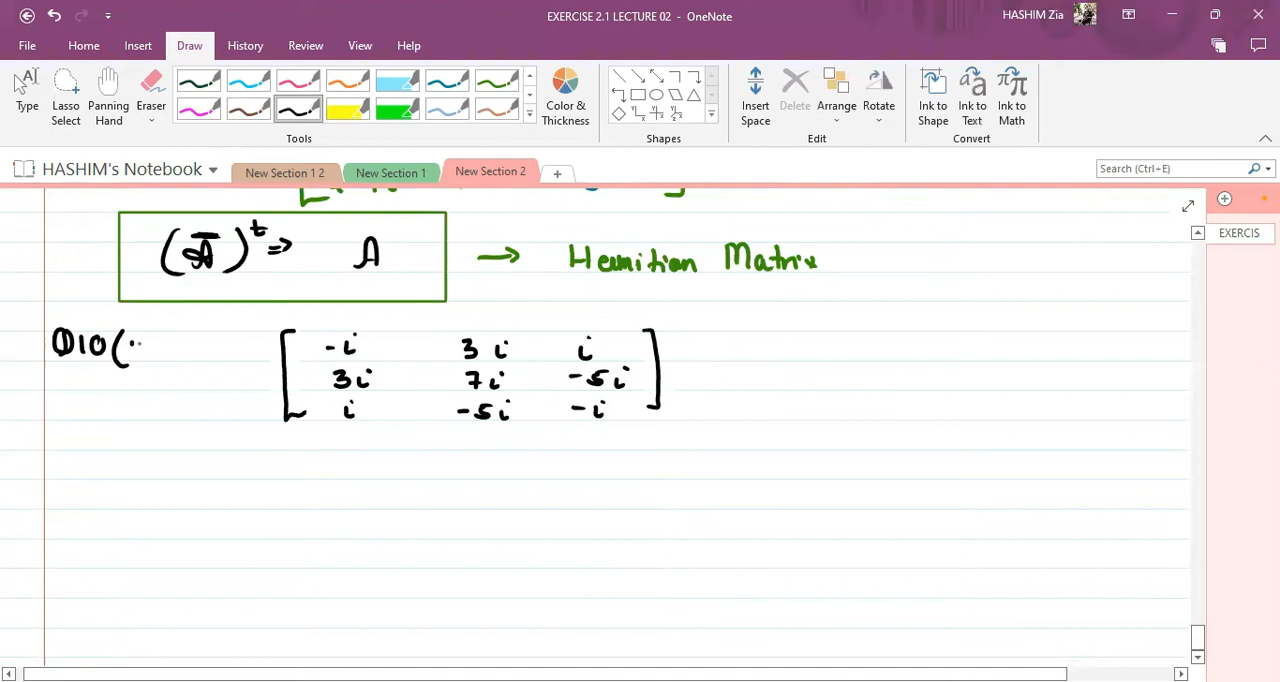 EXERCISE 2.1 LECTURE 02 - OneNote
HASHIM Zia
File Home Insert Draw History Review View Help
Type Lasso Select Panning Hand Eraser Color & Thickness Insert Space Delete Arrange Rotate Ink to Shape Ink to Text Ink to Math
Tools Shapes Edit Convert
HASHIM's Notebook New Section 1 2 New Section 1 New Section 2 Search (Ctrl+E)
EXERCIS
(Ā)^t => A → Hermition Matrix
Q10(
-i 3i i
3i 7i -5i
i -5i -i